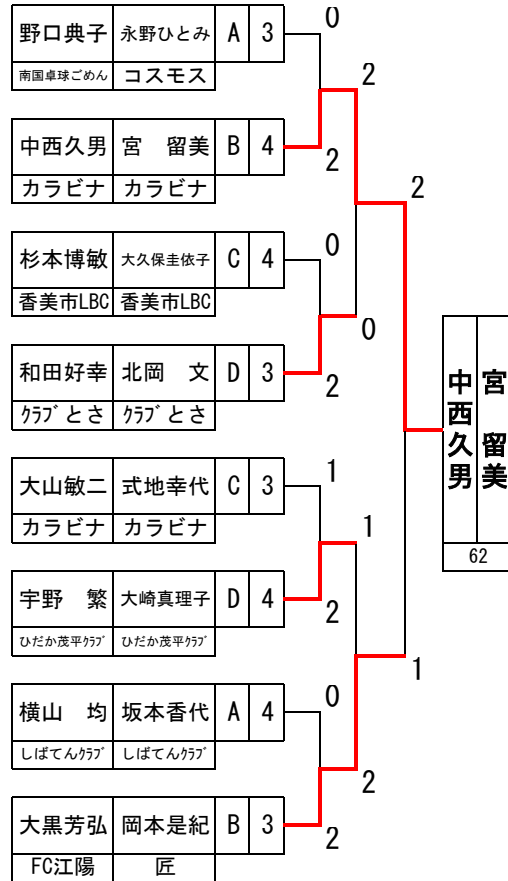 野口典子 永野ひとみ A 3
南国卓球ごめん コスモス
0
2
中西久男 宮 留美 B 4
カラビナ カラビナ
2
2
杉本博敏 大久保圭依子 C 4
香美市LBC 香美市LBC
0
0
和田好幸 北岡 文 D 3
クラブとさ クラブとさ
2
大山敏二 式地幸代 C 3
カラビナ カラビナ
1
1
宇野 繁 大崎真理子 D 4
ひだか茂平クラブ ひだか茂平クラブ
2
1
横山 均 坂本香代 A 4
しばてんクラブ しばてんクラブ
0
2
大黒芳弘 岡本是紀 B 3
FC江陽 匠
2
中西久男
宮 留美
62